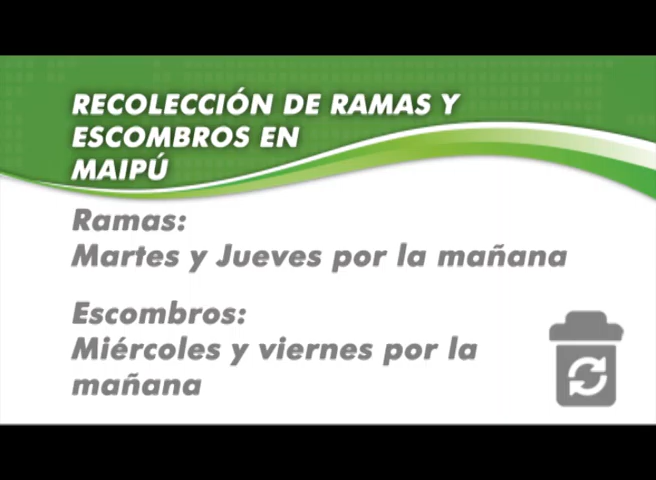 RECOLECCIÓN DE RAMAS Y
ESCOMBROS EN
MAIPÚ
Ramas:
Martes y Jueves por la mañana
Escombros:
Miércoles y viernes por la
mañana